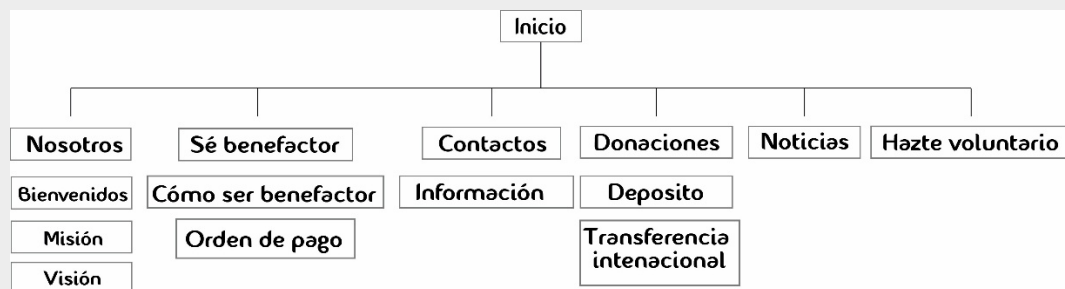 Inicio
Nosotros
Sé benefactor
Contactos
Donaciones
Noticias
Hazte voluntario
Bienvenidos
Cómo ser benefactor
Información
Deposito
Misión
Orden de pago
Transferencia
intenacional
Visión